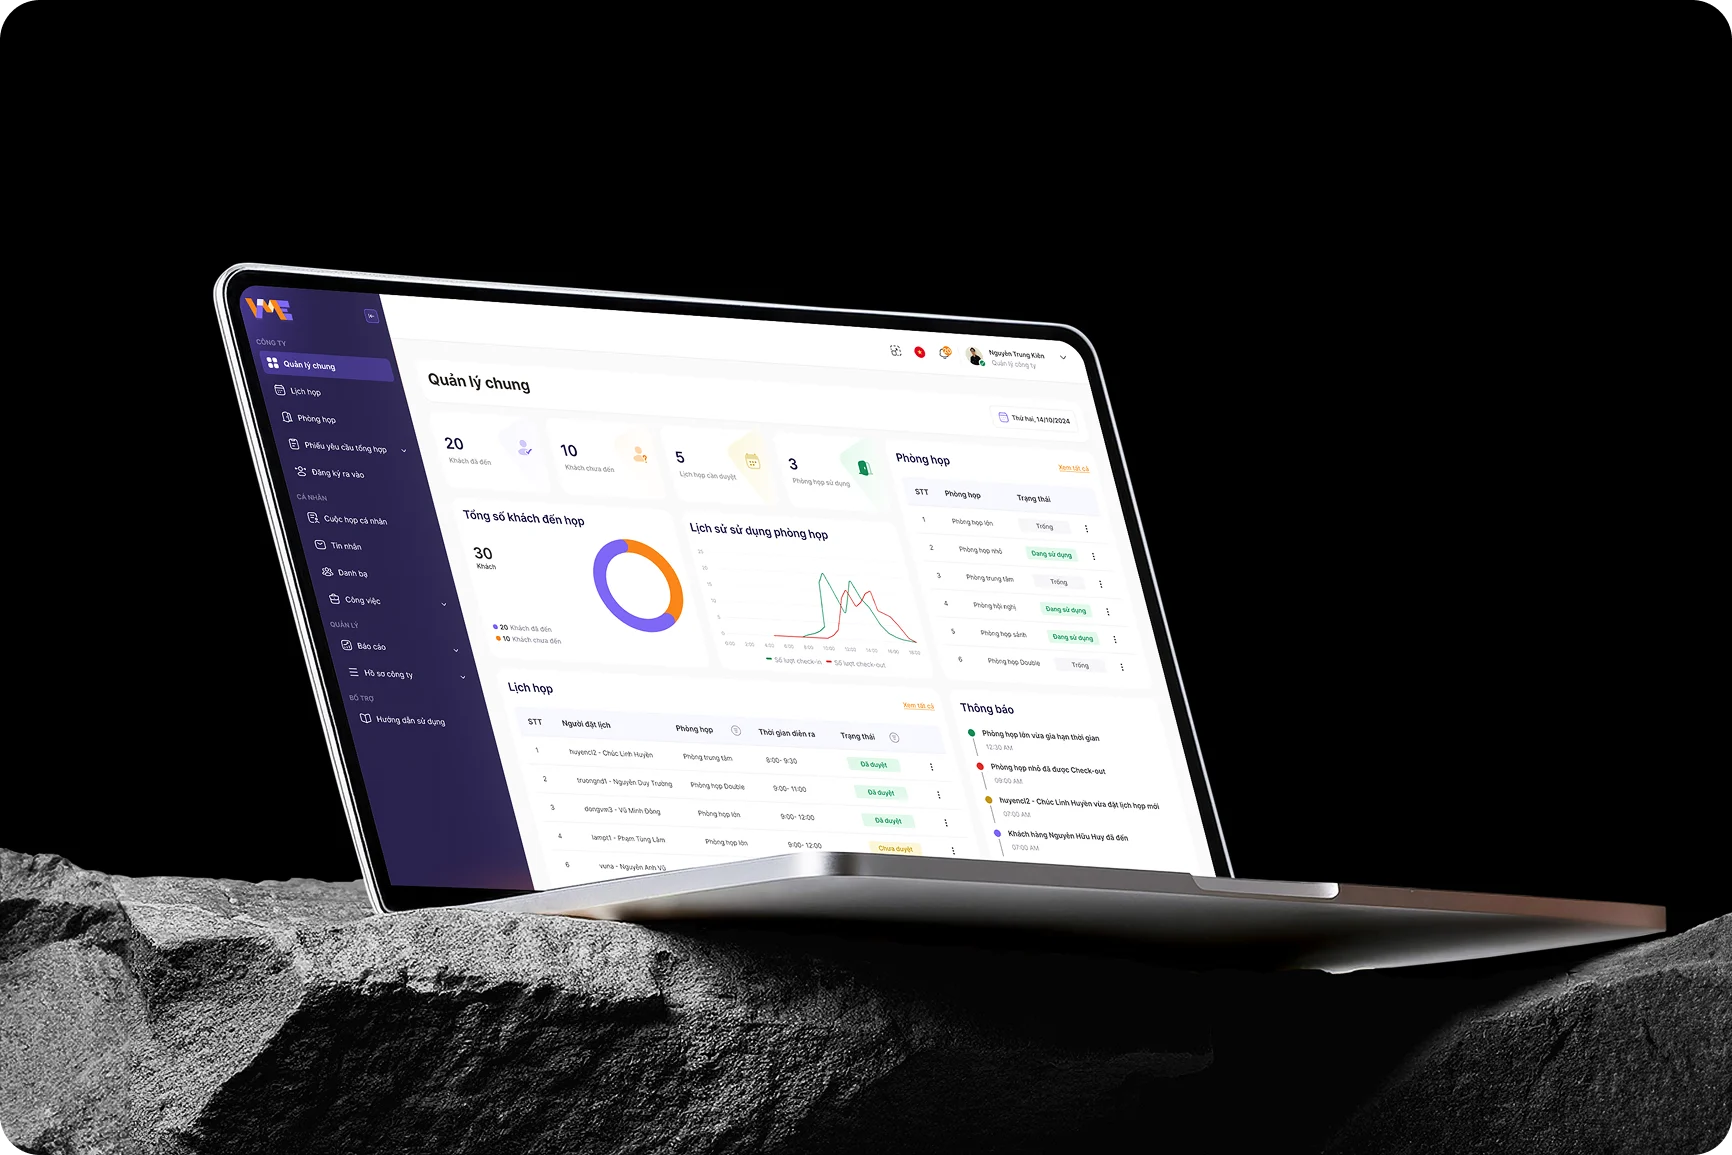 VME
CÔNG TY
Quản lý chung
Lịch họp
Phòng họp
Phiếu yêu cầu tổng hợp
Đăng ký ra vào
CÁ NHÂN
Cuộc họp cá nhân
Tin nhắn
Danh bạ
Công việc
QUẢN LÝ
Báo cáo
Hồ sơ công ty
BỔ TRỢ
Hướng dẫn sử dụng
Nguyễn Trung Kiên
Quản lý công ty
Quản lý chung
Thứ hai, 14/10/2024
20
Khách đã đến
10
Khách chưa đến
5
Lịch họp cần duyệt
3
Phòng họp sử dụng
Tổng số khách đến họp
30
Khách
20 Khách đã đến
10 Khách chưa đến
Lịch sử sử dụng phòng họp
25
20
15
10
5
0
Số lượt check-in Số lượt check-out
Phòng họp
Xem tất cả
STT Phòng họp Trạng thái
1 Phòng họp lớn Trống
2 Phòng họp nhỏ Đang sử dụng
3 Phòng trung tâm Trống
4 Phòng hội nghị Đang sử dụng
5 Phòng họp sảnh Đang sử dụng
6 Phòng họp Double Trống
Lịch họp
Xem tất cả
STT Người đặt lịch Phòng họp Thời gian diễn ra Trạng thái
1 huyencl2 - Chúc Linh Huyền Phòng trung tâm 8:00- 9:30 Đã duyệt
2 truongnd1 - Nguyễn Duy Trường Phòng họp Double 9:00- 11:00 Đã duyệt
3 dongvm3 - Vũ Minh Đông Phòng họp lớn 9:00- 12:00 Đã duyệt
4 lampt1 - Phạm Tùng Lâm Phòng họp lớn 9:00- 12:00 Chưa duyệt
6 vuna - Nguyễn Anh Vũ
Thông báo
Phòng họp lớn vừa gia hạn thời gian
12:30 AM
Phòng họp nhỏ đã được Check-out
09:00 AM
huyencl2 - Chúc Linh Huyền vừa đặt lịch họp mới
07:00 AM
Khách hàng Nguyễn Hữu Huy đã đến
07:00 AM